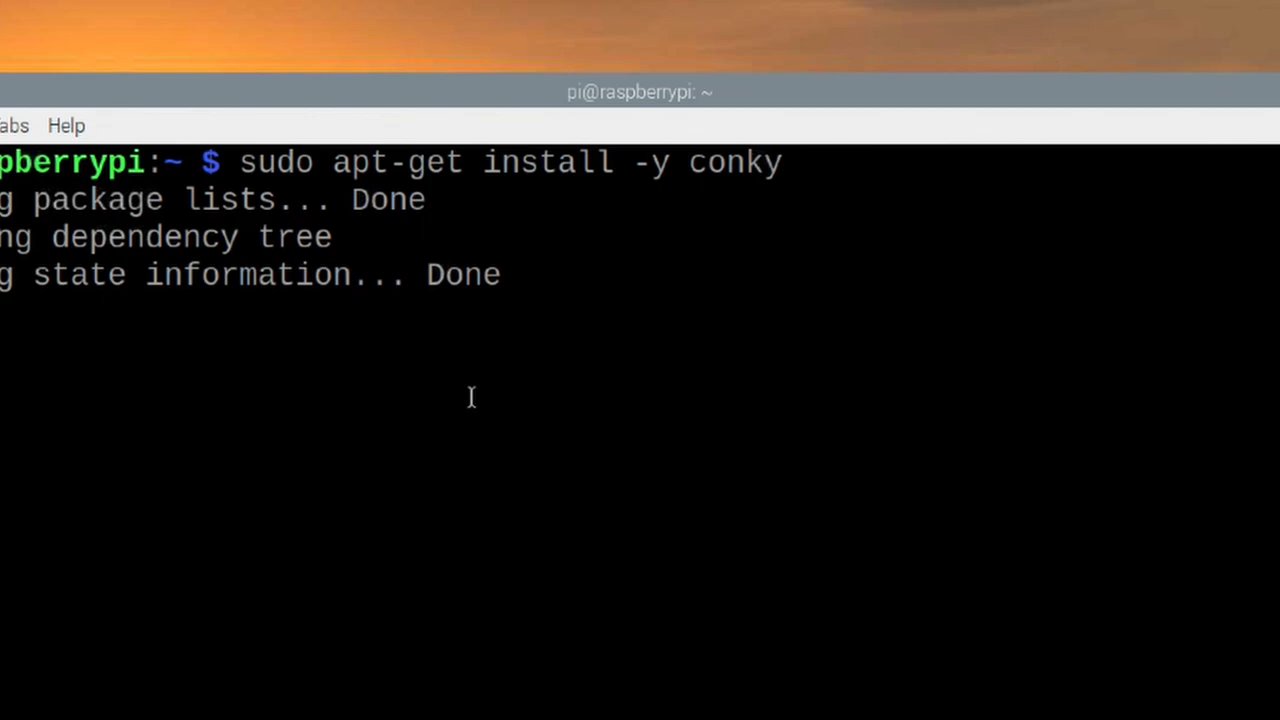 pi@raspberrypi: ~
abs Help
pberrypi:~ $ sudo apt-get install -y conky
g package lists... Done
ng dependency tree
g state information... Done